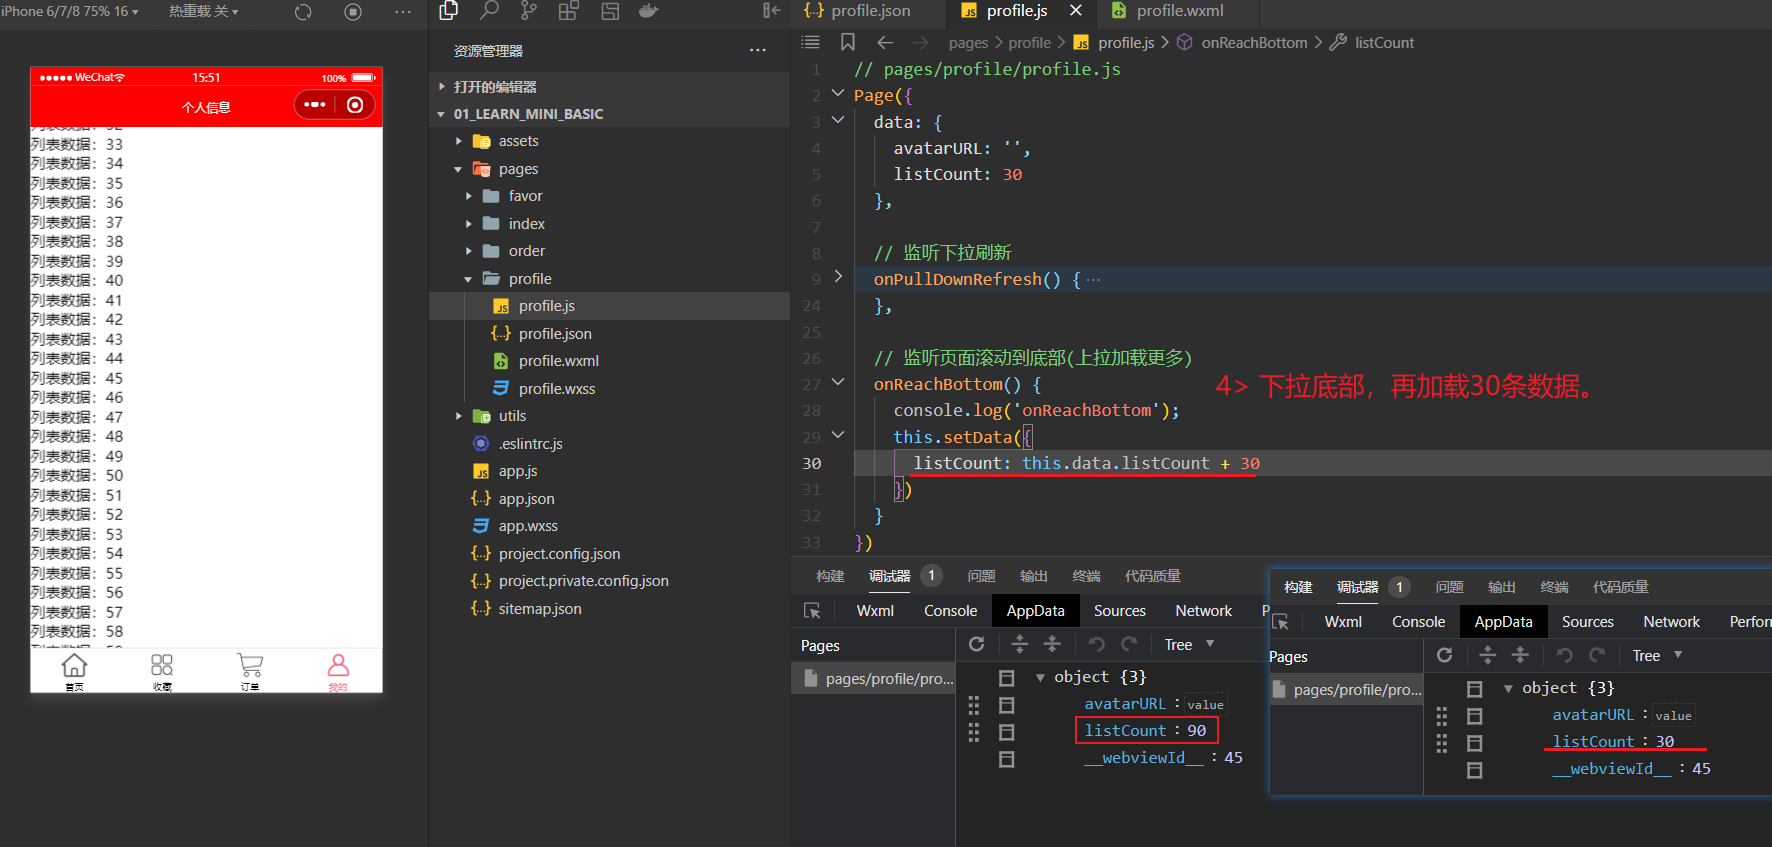 iPhone 6/7/8 75% 16
热重载 关
WeChat
15:51
100%
个人信息
列表数据：32
列表数据：33
列表数据：34
列表数据：35
列表数据：36
列表数据：37
列表数据：38
列表数据：39
列表数据：40
列表数据：41
列表数据：42
列表数据：43
列表数据：44
列表数据：45
列表数据：46
列表数据：47
列表数据：48
列表数据：49
列表数据：50
列表数据：51
列表数据：52
列表数据：53
列表数据：54
列表数据：55
列表数据：56
列表数据：57
列表数据：58
首页
收藏
订单
我的
资源管理器
打开的编辑器
01_LEARN_MINI_BASIC
assets
pages
favor
index
order
profile
profile.js
profile.json
profile.wxml
profile.wxss
utils
.eslintrc.js
app.js
app.json
app.wxss
project.config.json
project.private.config.json
sitemap.json
profile.json
profile.js
profile.wxml
pages > profile > profile.js > onReachBottom > listCount
1 // pages/profile/profile.js
2 Page({
3 data: {
4 avatarURL: '',
5 listCount: 30
6 },
7
8 // 监听下拉刷新
9 onPullDownRefresh() {···
24 },
25
26 // 监听页面滚动到底部(上拉加载更多)
27 onReachBottom() {
28 console.log('onReachBottom');
29 this.setData({
30 listCount: this.data.listCount + 30
31 })
32 }
33 })
4> 下拉底部，再加载30条数据。
构建 调试器 1 问题 输出 终端 代码质量
Wxml Console AppData Sources Network P
Pages
Tree
pages/profile/pro...
object {3}
avatarURL : value
listCount : 90
__webviewId__ : 45
构建 调试器 1 问题 输出 终端 代码质量
Wxml Console AppData Sources Network Perfor
Pages
Tree
pages/profile/pro...
object {3}
avatarURL : value
listCount : 30
__webviewId__ : 45